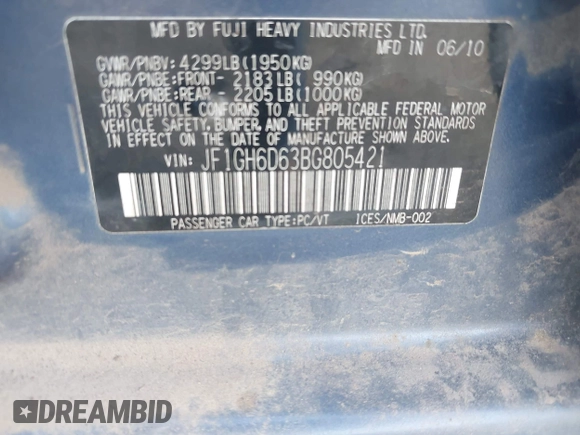 MFD BY FUJI HEAVY INDUSTRIES LTD.
MFD IN 06/10
GVWR/PNBV: 4299LB(1950KG)
GAWR/PNBE:FRONT- 2183LB( 990KG)
GAWR/PNBE:REAR - 2205LB(1000KG)
THIS VEHICLE CONFORMS TO ALL APPLICABLE FEDERAL MOTOR
VEHICLE SAFETY, BUMPER, AND THEFT PREVENTION STANDARDS
IN EFFECT ON THE DATE OF MANUFACTURE SHOWN ABOVE.
VIN: JF1GH6D63BG805421
PASSENGER CAR TYPE:PC/VT ICES/NMB-002
DREAMBID